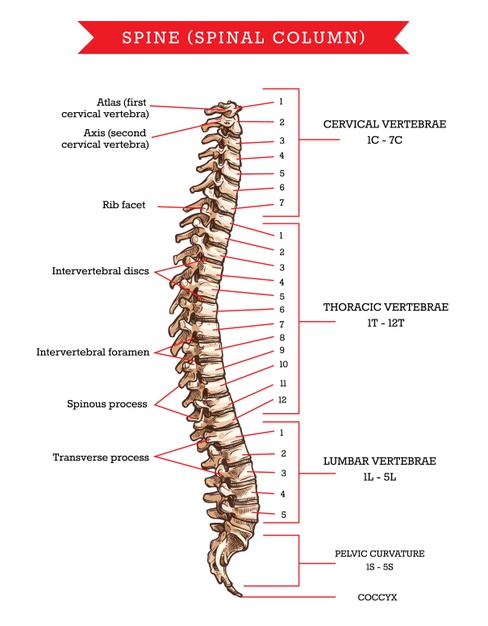 SPINE (SPINAL COLUMN)
Atlas (first
cervical vertebra)
Axis (second
cervical vertebra)
Rib facet
Intervertebral discs
Intervertebral foramen
Spinous process
Transverse process
1
2
3
4
5
6
7
CERVICAL VERTEBRAE
1C - 7C
1
2
3
4
5
6
7
8
9
10
11
12
THORACIC VERTEBRAE
1T - 12T
1
2
3
4
5
LUMBAR VERTEBRAE
1L - 5L
PELVIC CURVATURE
1S - 5S
COCCYX